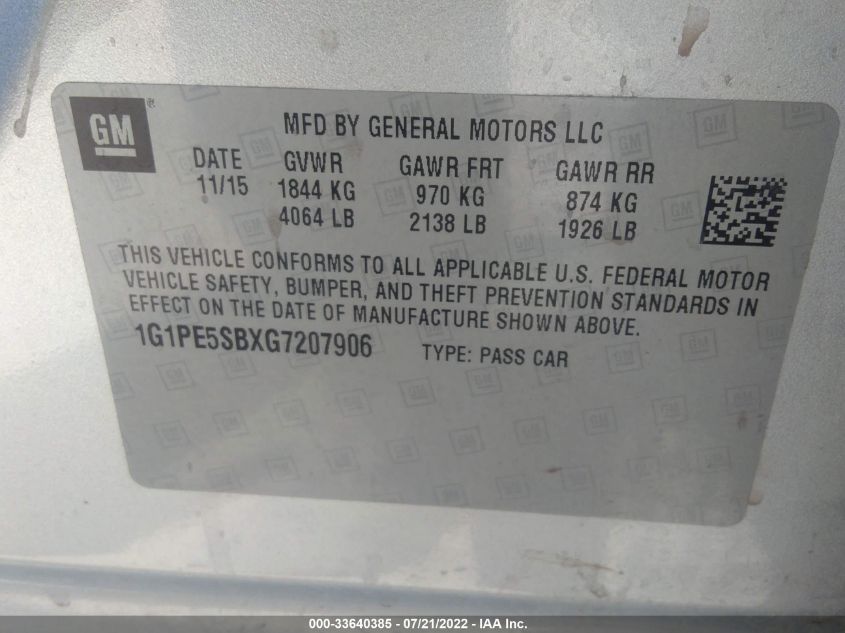 GM
MFD BY GENERAL MOTORS LLC
DATE GVWR GAWR FRT GAWR RR
11/15 1844 KG 970 KG 874 KG
4064 LB 2138 LB 1926 LB
THIS VEHICLE CONFORMS TO ALL APPLICABLE U.S. FEDERAL MOTOR
VEHICLE SAFETY, BUMPER, AND THEFT PREVENTION STANDARDS IN
EFFECT ON THE DATE OF MANUFACTURE SHOWN ABOVE.
1G1PE5SBXG7207906 TYPE: PASS CAR
000-33640385 - 07/21/2022 - IAA Inc.